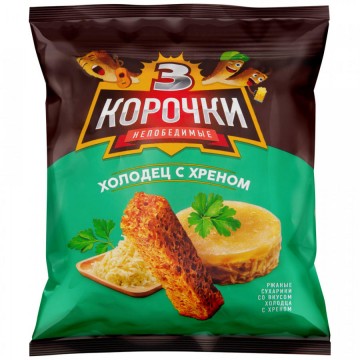 3
КОРОЧКИ
НЕПОБЕДИМЫЕ
ХОЛОДЕЦ С ХРЕНОМ
РЖАНЫЕ
СУХАРИКИ
СО ВКУСОМ
ХОЛОДЦА
С ХРЕНОМ